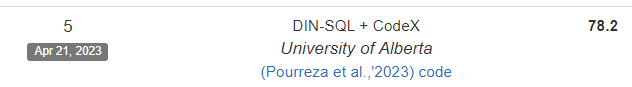 5 DIN-SQL + CodeX 78.2
Apr 21, 2023 University of Alberta
(Pourreza et al.,'2023) code